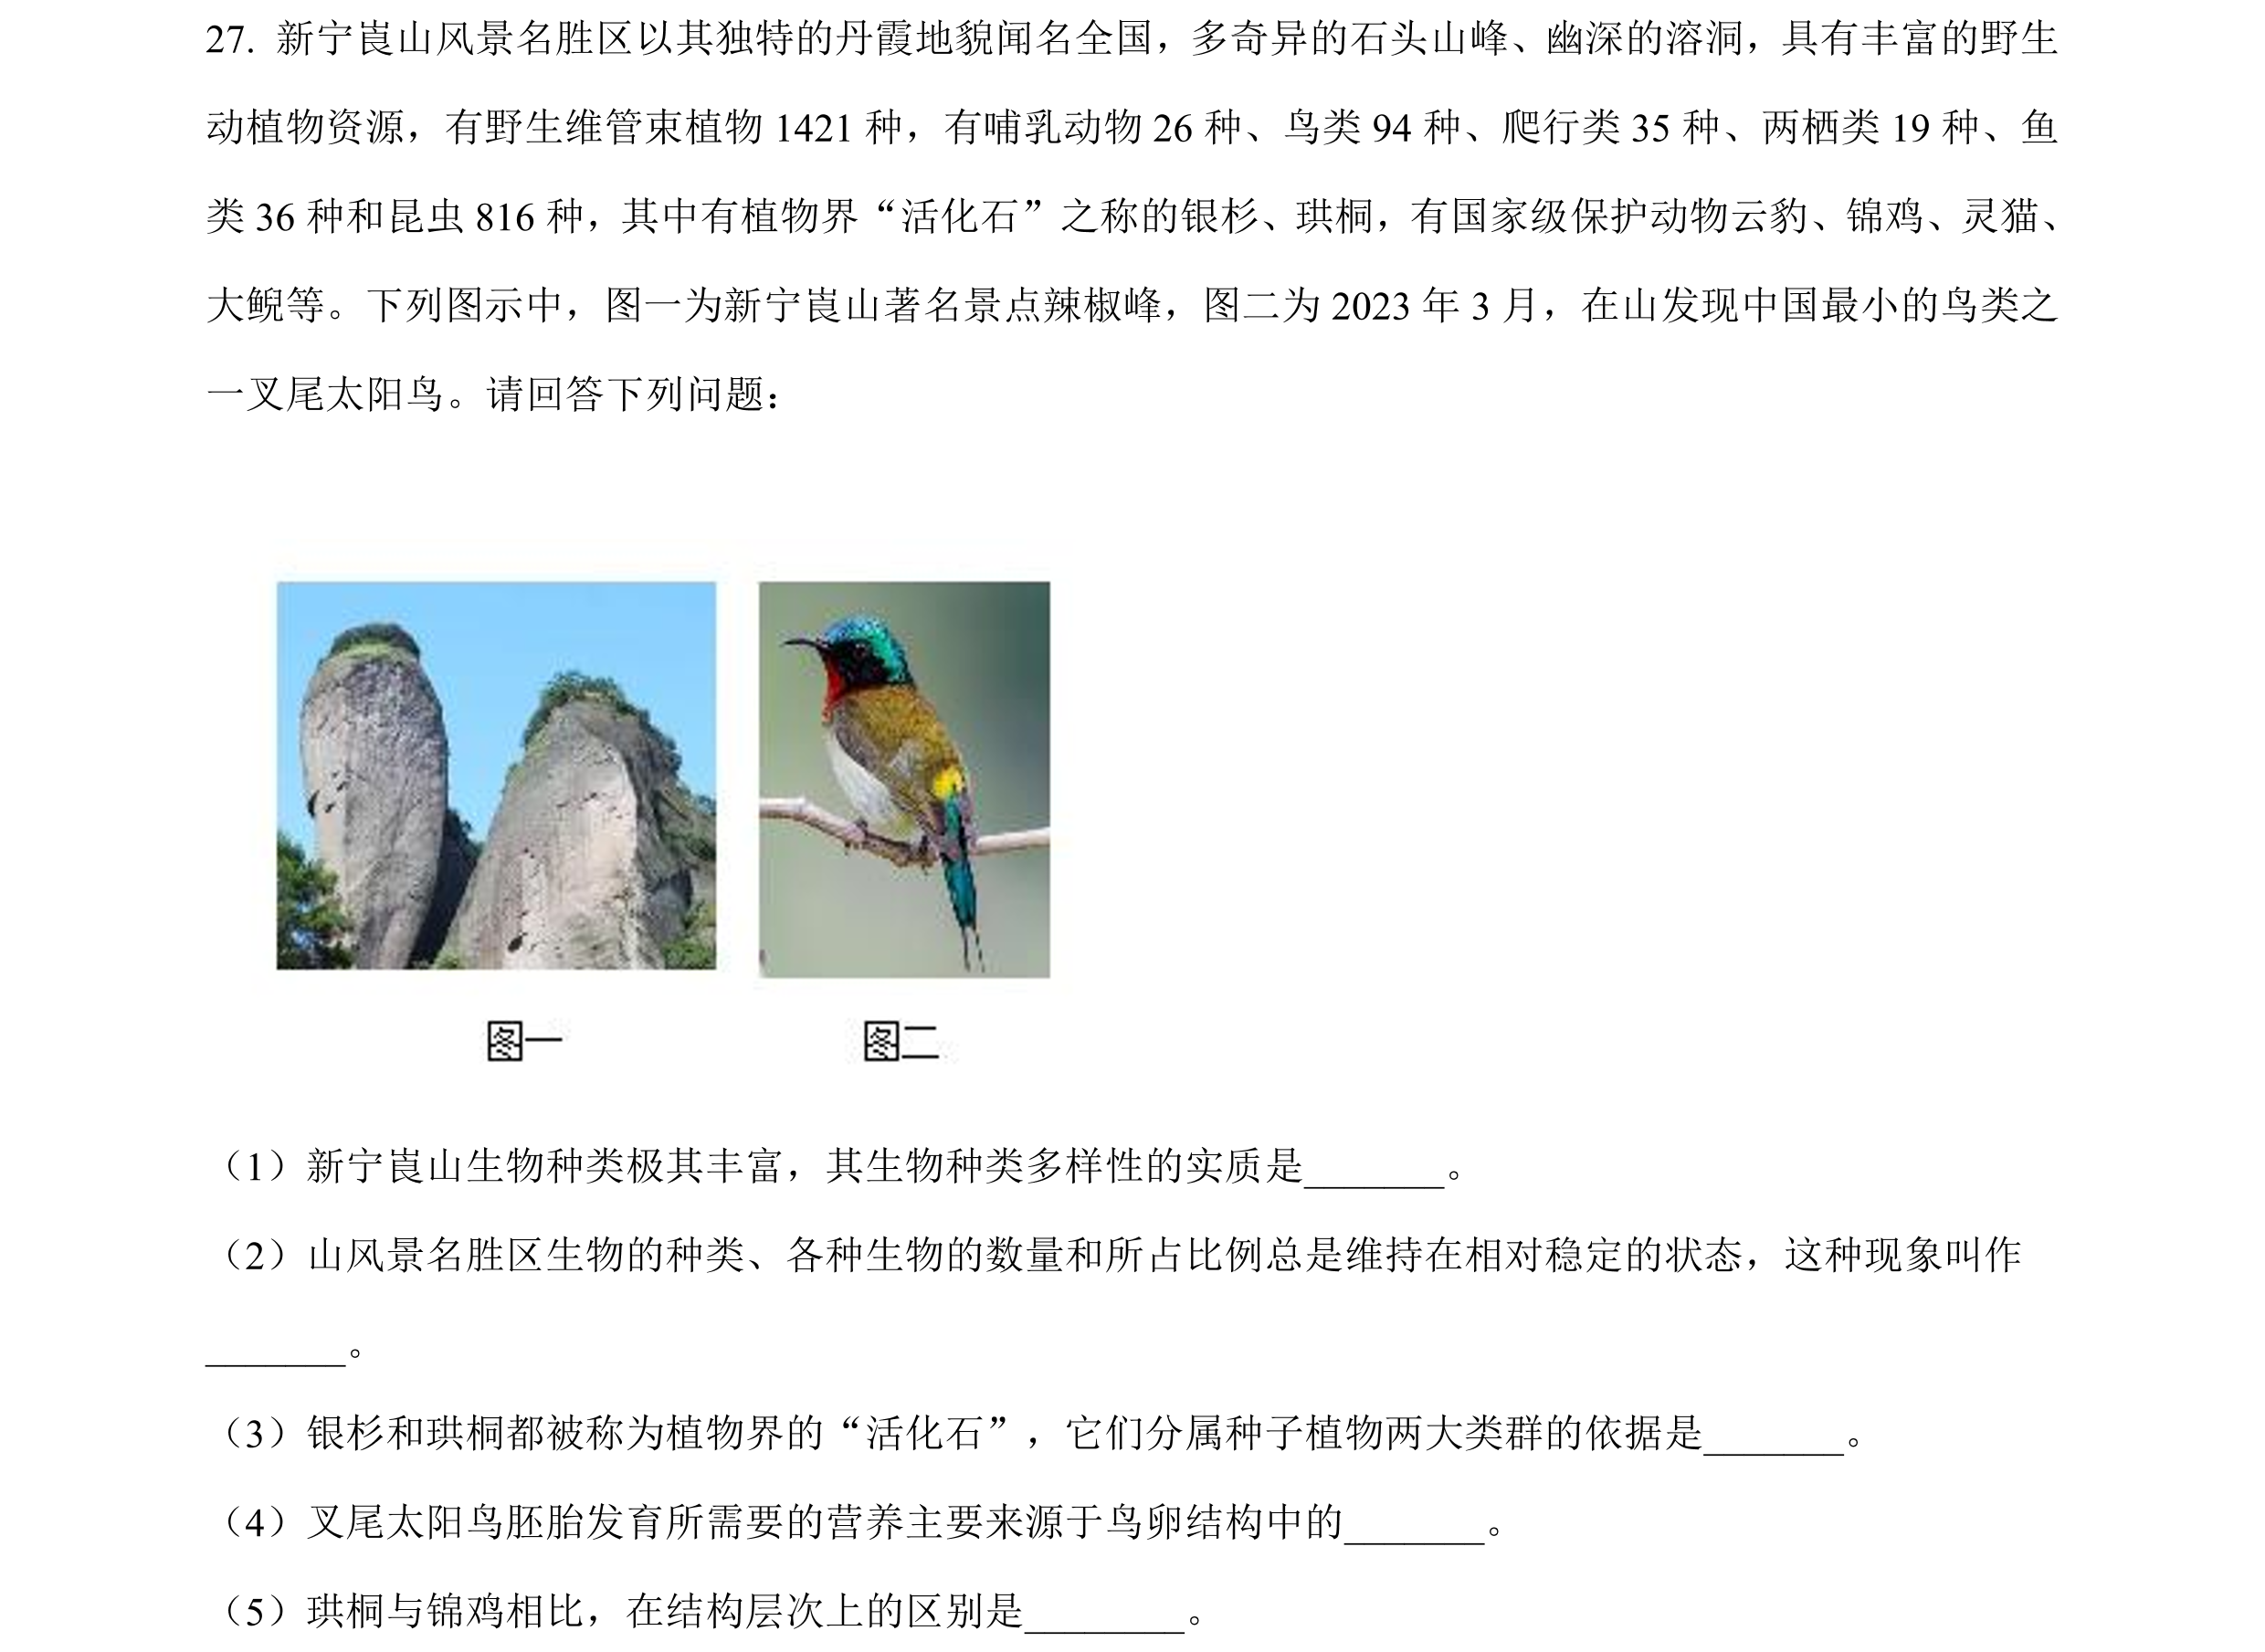 27. 新宁崀山风景名胜区以其独特的丹霞地貌闻名全国，多奇异的石头山峰、幽深的溶洞，具有丰富的野生
动植物资源，有野生维管束植物 1421 种，有哺乳动物 26 种、鸟类 94 种、爬行类 35 种、两栖类 19 种、鱼
类 36 种和昆虫 816 种，其中有植物界“活化石”之称的银杉、珙桐，有国家级保护动物云豹、锦鸡、灵猫、
大鲵等。下列图示中，图一为新宁崀山著名景点辣椒峰，图二为 2023 年 3 月，在山发现中国最小的鸟类之
一叉尾太阳鸟。请回答下列问题：
图一 图二
（1）新宁崀山生物种类极其丰富，其生物种类多样性的实质是_______。
（2）山风景名胜区生物的种类、各种生物的数量和所占比例总是维持在相对稳定的状态，这种现象叫作
_______。
（3）银杉和珙桐都被称为植物界的“活化石”，它们分属种子植物两大类群的依据是_______。
（4）叉尾太阳鸟胚胎发育所需要的营养主要来源于鸟卵结构中的_______。
（5）珙桐与锦鸡相比，在结构层次上的区别是________。